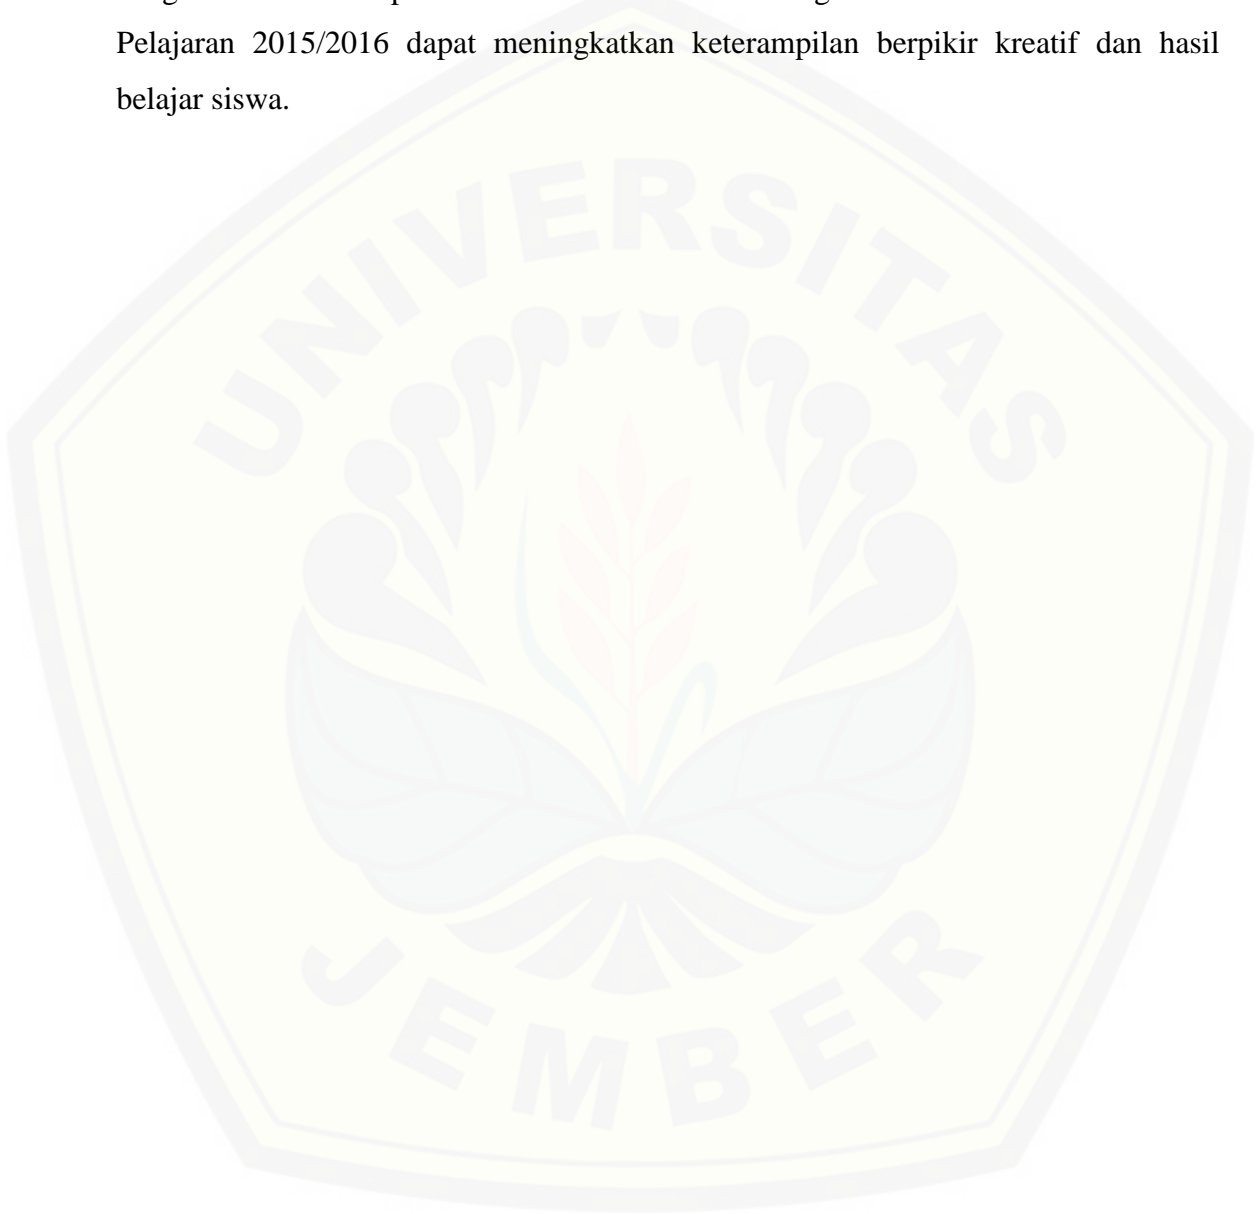 Pelajaran 2015/2016 dapat meningkatkan keterampilan berpikir kreatif dan hasil
belajar siswa.
UNIVERSITAS
JEMBER